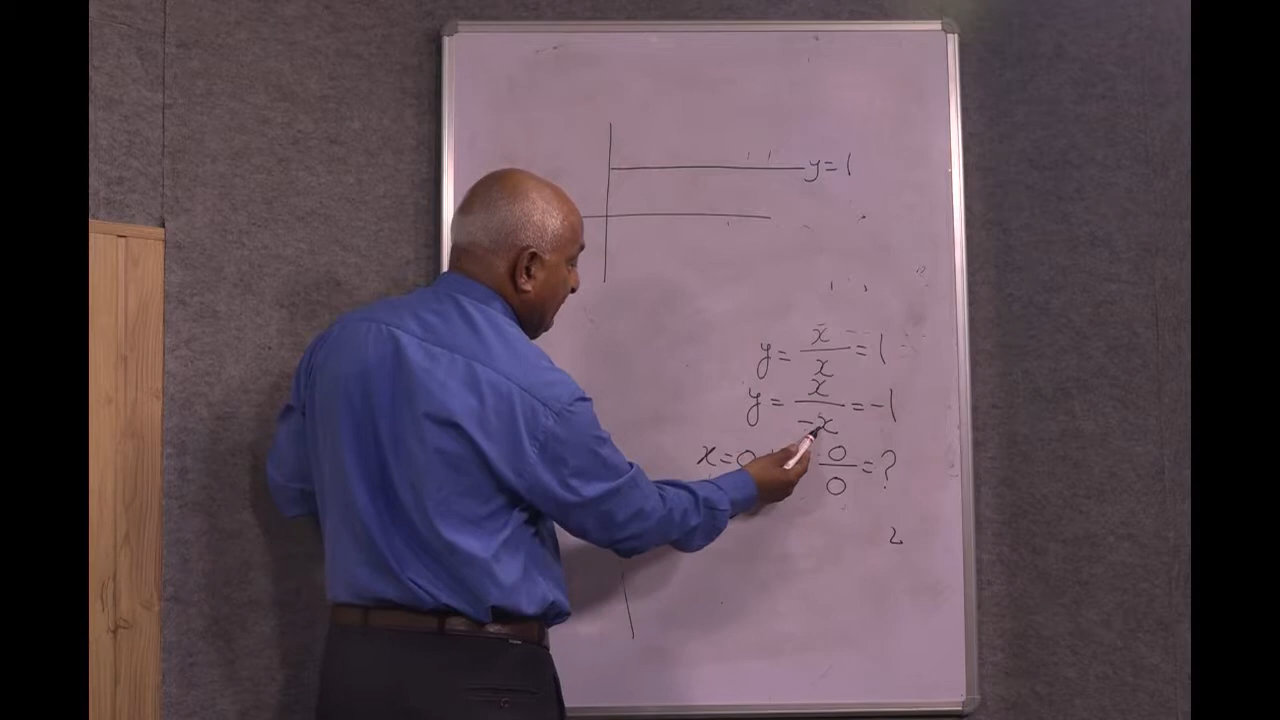 y=1
y = x/x = 1
y = x/-x = -1
x=0 0/0 = ?
2